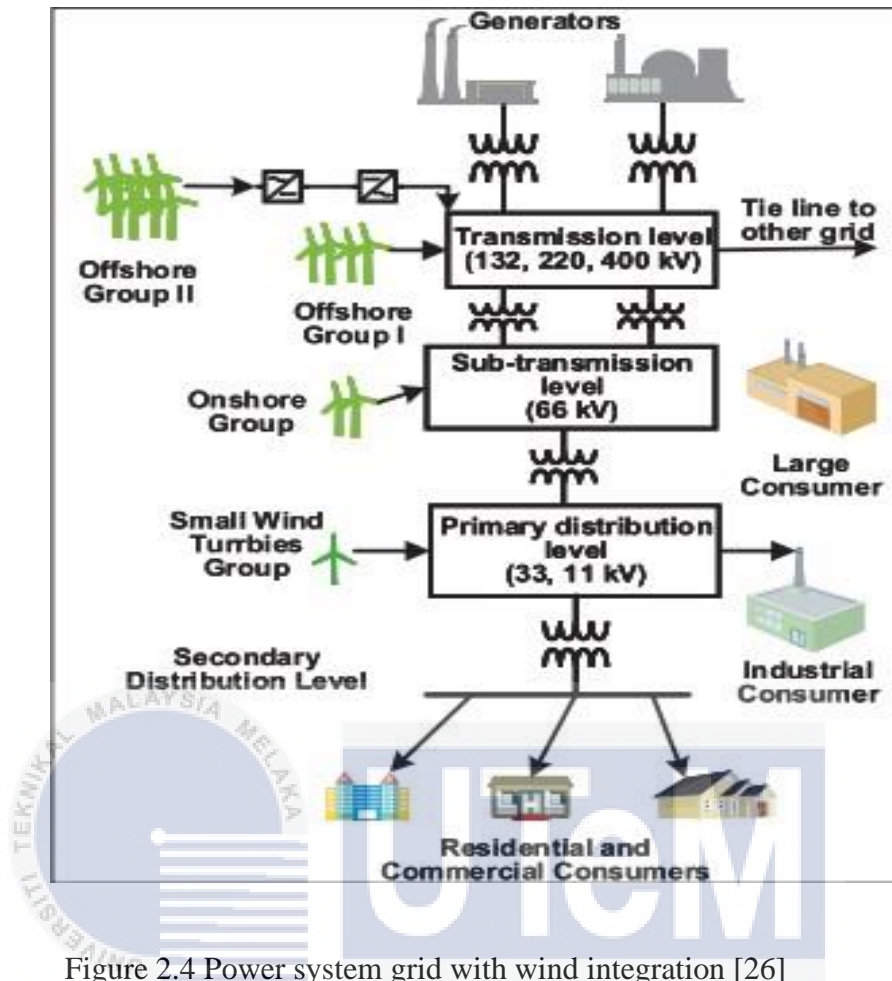 Generators
Tie line to
other grid
Transmission level
(132, 220, 400 kV)
Offshore
Group II
Offshore
Group I
Sub-transmission
level
(66 kV)
Onshore
Group
Large
Consumer
Small Wind
Turrbies
Group
Primary distribution
level
(33, 11 kV)
Secondary
Distribution Level
Industrial
Consumer
Residential and
Commercial Consumers
UNIVERSITI TEKNIKAL MALAYSIA MELAKA
UTeM
Figure 2.4 Power system grid with wind integration [26]